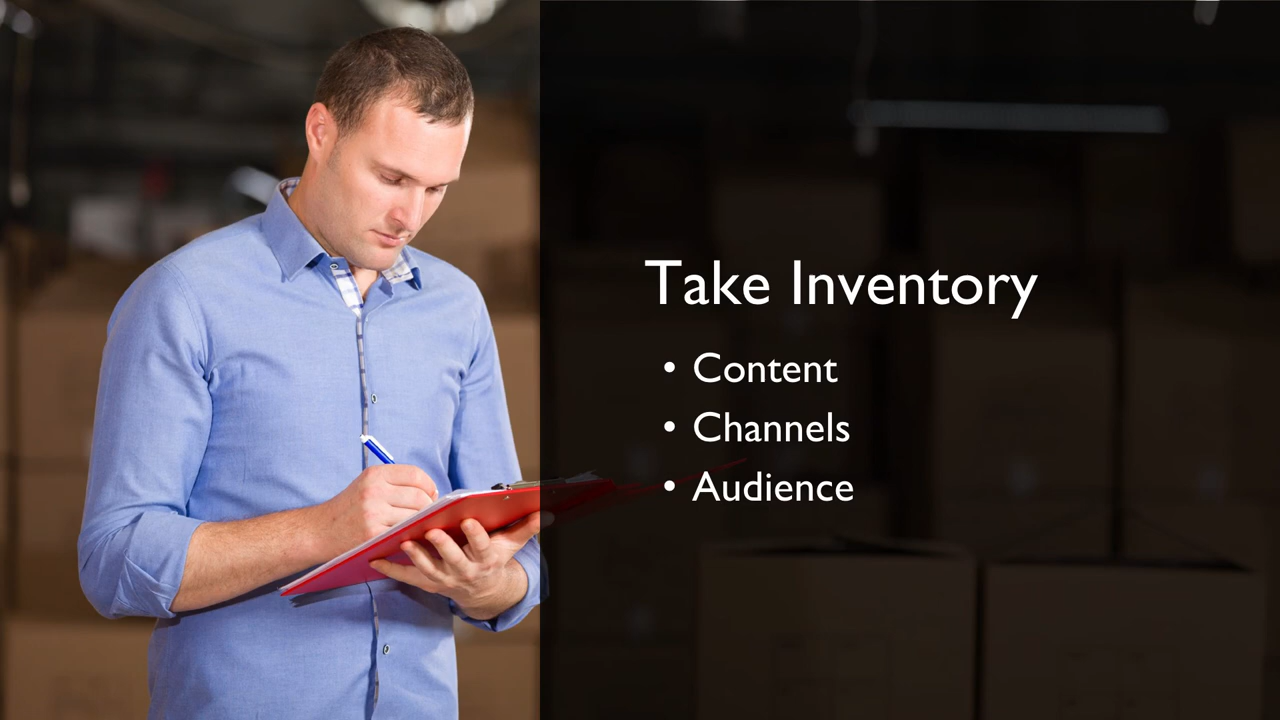 Take Inventory
• Content
• Channels
• Audience